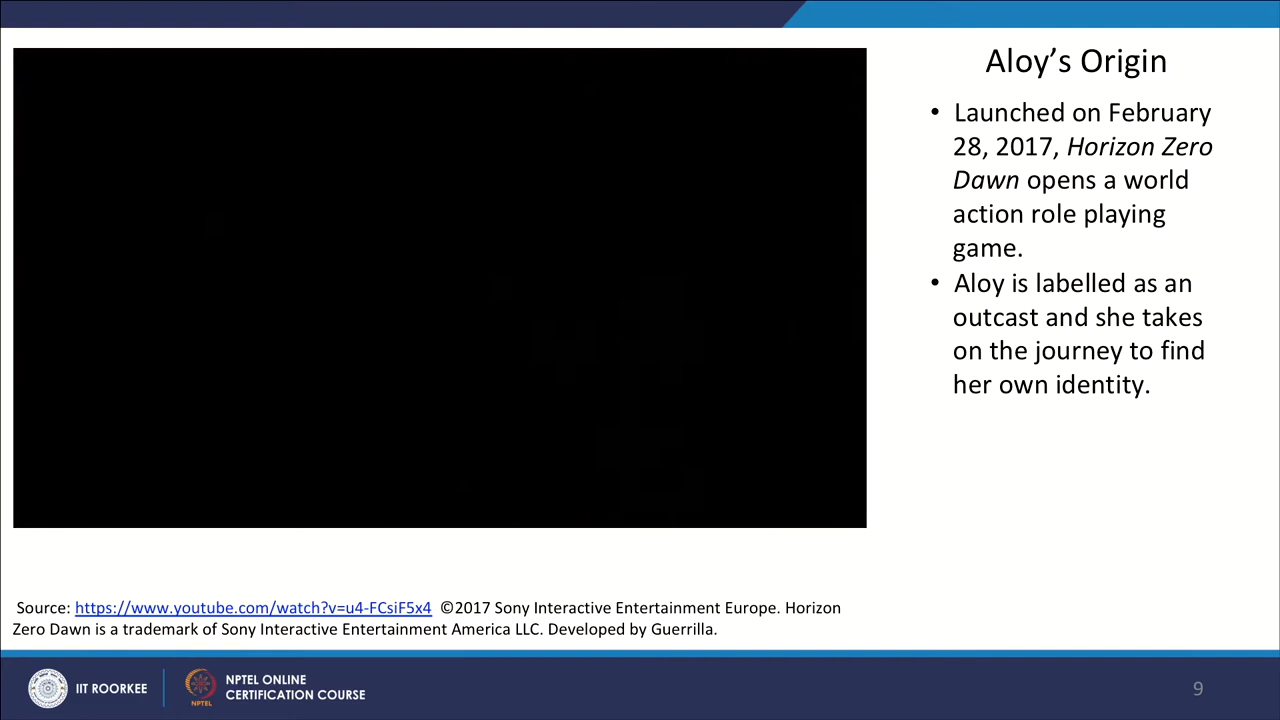 Aloy's Origin
• Launched on February
28, 2017, Horizon Zero
Dawn opens a world
action role playing
game.
• Aloy is labelled as an
outcast and she takes
on the journey to find
her own identity.
Source: https://www.youtube.com/watch?v=u4-FCsiF5x4 ©2017 Sony Interactive Entertainment Europe. Horizon
Zero Dawn is a trademark of Sony Interactive Entertainment America LLC. Developed by Guerrilla.
IIT ROORKEE
NPTEL
NPTEL ONLINE
CERTIFICATION COURSE
9